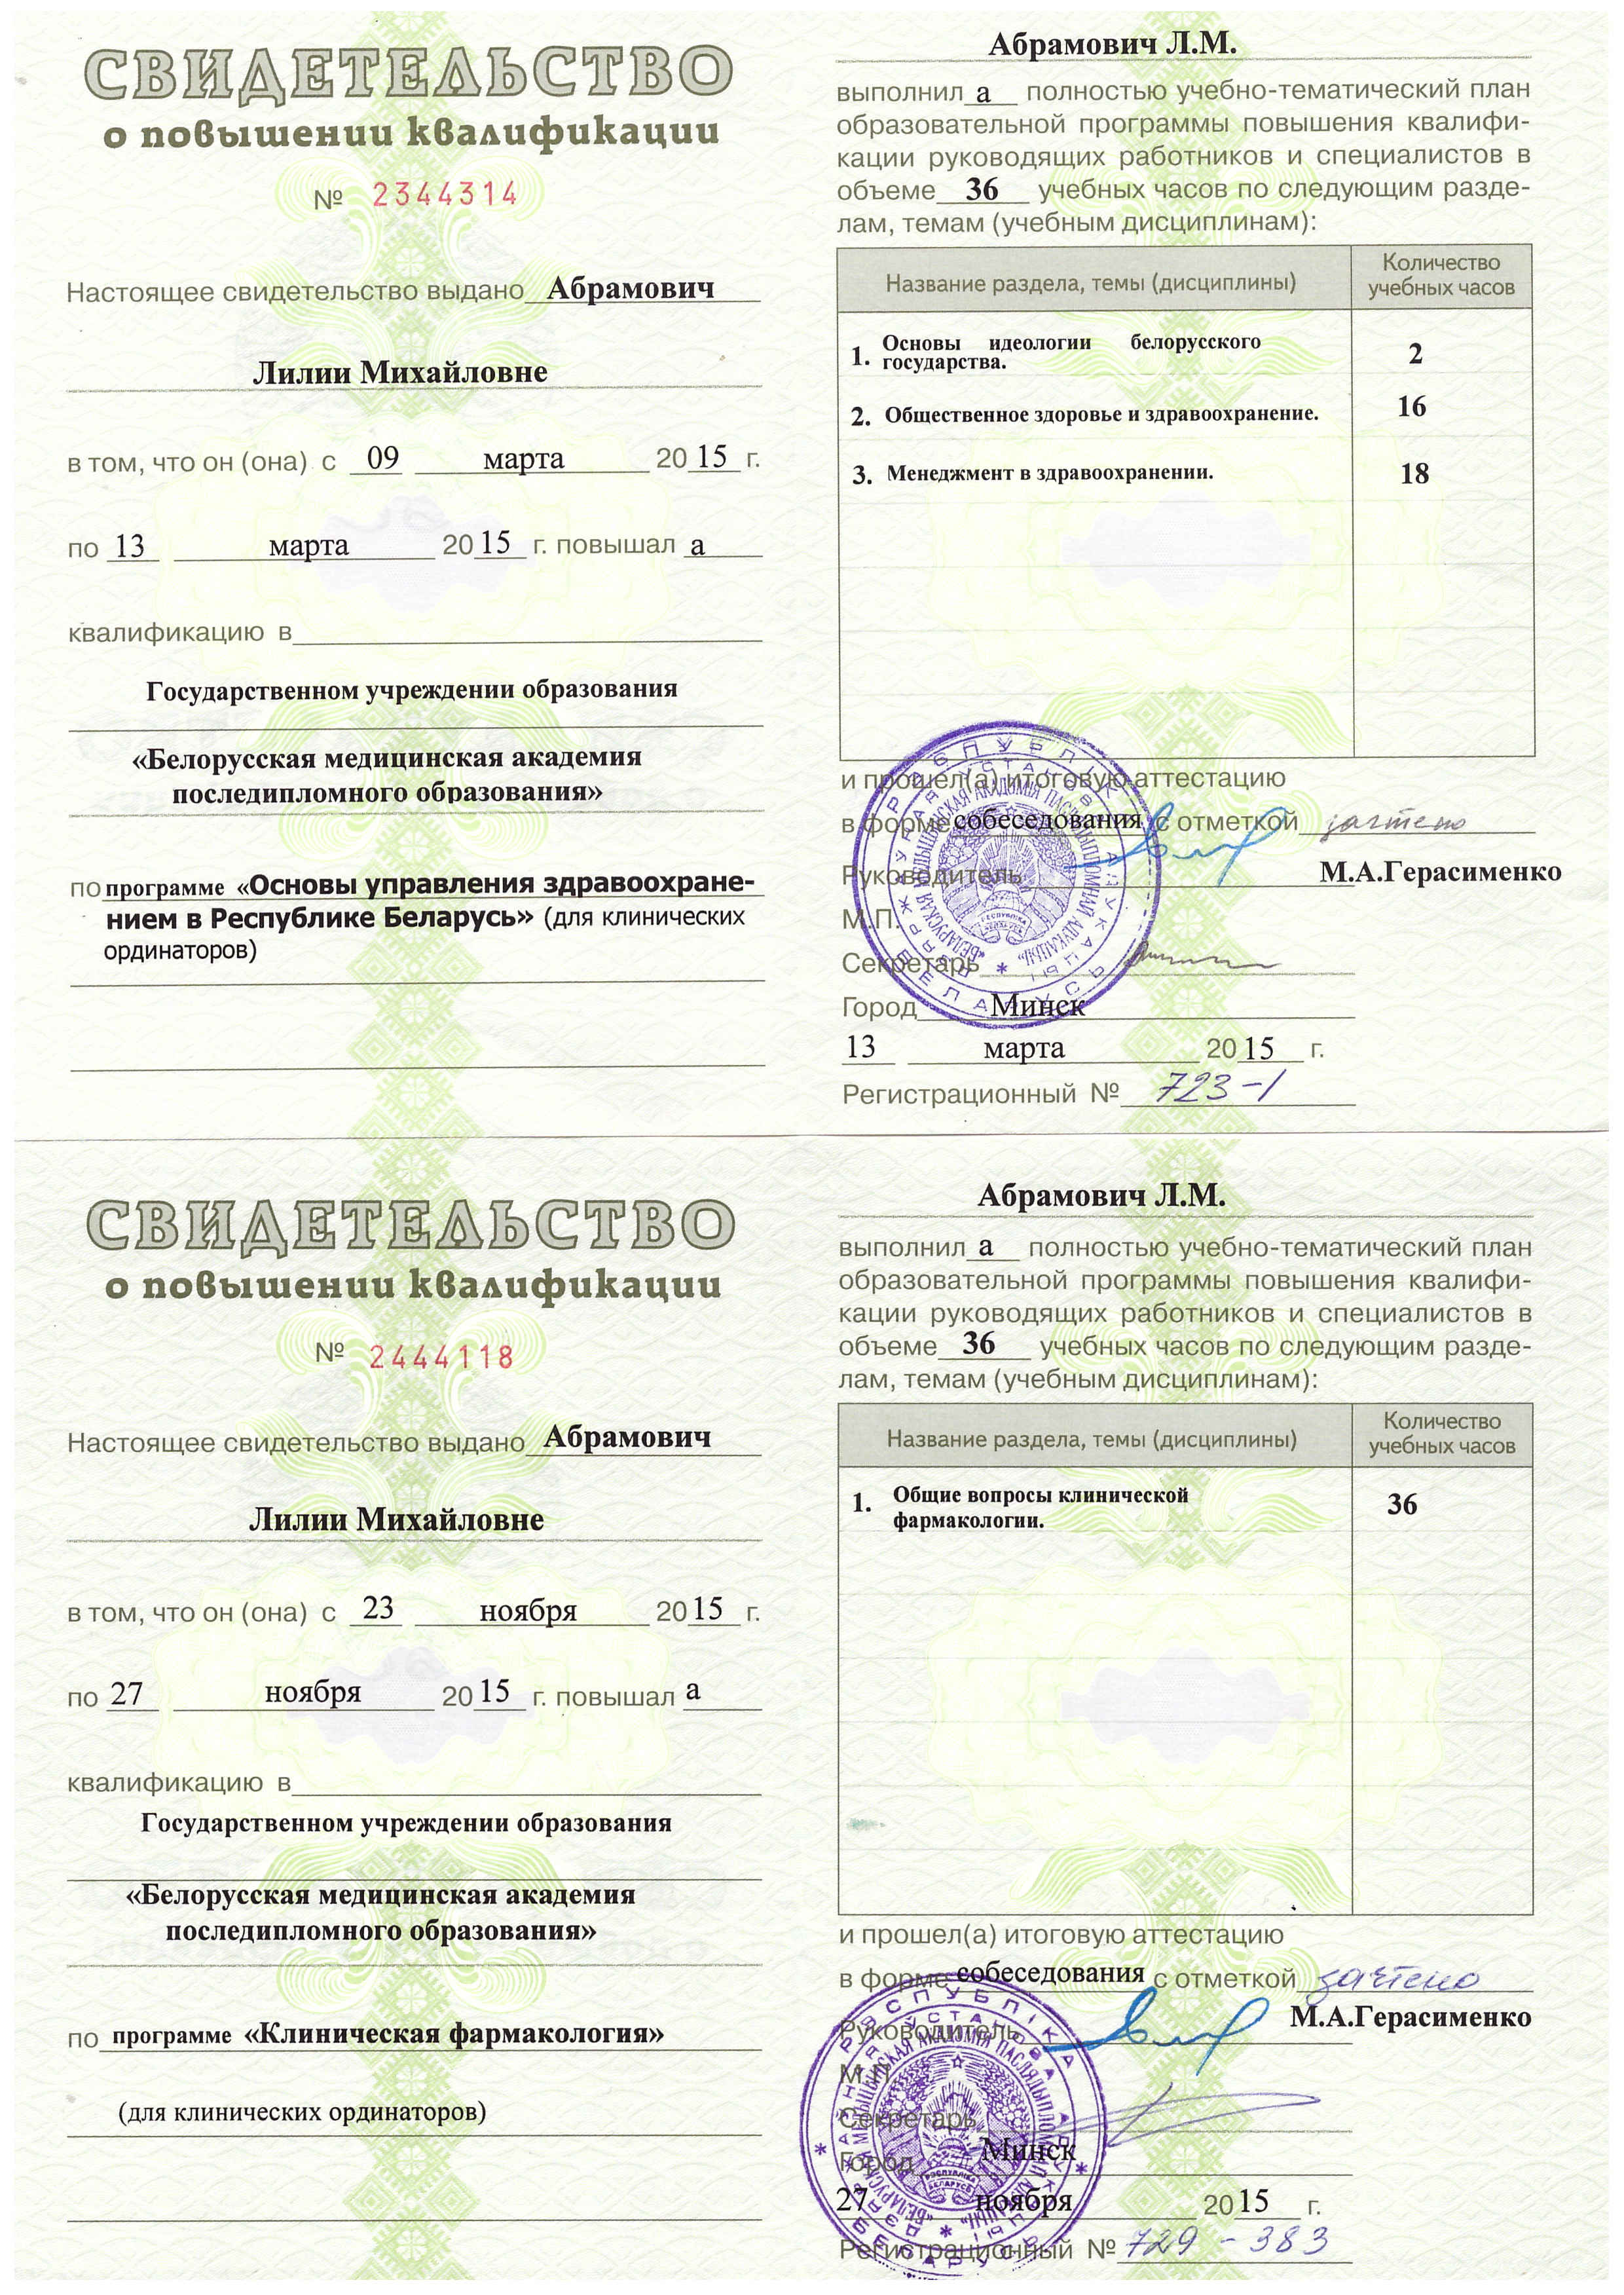 СВИДЕТЕЛЬСТВО
о повышении квалификации
№ 2344314
Настоящее свидетельство выдано Абрамович
Лилии Михайловне
в том, что он (она) с 09 марта 2015 г.
по 13 марта 2015 г. повышал а
квалификацию в
Государственном учреждении образования
«Белорусская медицинская академия
последипломного образования»
по программе «Основы управления здравоохране-
нием в Республике Беларусь» (для клинических
ординаторов)
Абрамович Л.М.
выполнил а полностью учебно-тематический план
образовательной программы повышения квалифи-
кации руководящих работников и специалистов в
объеме 36 учебных часов по следующим разде-
лам, темам (учебным дисциплинам):
Название раздела, темы (дисциплины)
Количество
учебных часов
1. Основы идеологии белорусского
государства.
2
2. Общественное здоровье и здравоохранение. 16
3. Менеджмент в здравоохранении. 18
и прошел(а) итоговую аттестацию
в форме собеседования с отметкой зачтено
Руководитель М.А.Герасименко
М.П.
Секретарь
Город Минск
13 марта 2015 г.
Регистрационный № 723-1
СВИДЕТЕЛЬСТВО
о повышении квалификации
№ 2444118
Настоящее свидетельство выдано Абрамович
Лилии Михайловне
в том, что он (она) с 23 ноября 2015 г.
по 27 ноября 2015 г. повышал а
квалификацию в
Государственном учреждении образования
«Белорусская медицинская академия
последипломного образования»
по программе «Клиническая фармакология»
(для клинических ординаторов)
Абрамович Л.М.
выполнил а полностью учебно-тематический план
образовательной программы повышения квалифи-
кации руководящих работников и специалистов в
объеме 36 учебных часов по следующим разде-
лам, темам (учебным дисциплинам):
Название раздела, темы (дисциплины)
Количество
учебных часов
1. Общие вопросы клинической
фармакологии.
36
и прошел(а) итоговую аттестацию
в форме собеседования с отметкой зачтено
Руководитель М.А.Герасименко
М.П.
Секретарь
Город Минск
27 ноября 2015 г.
Регистрационный № 729-383